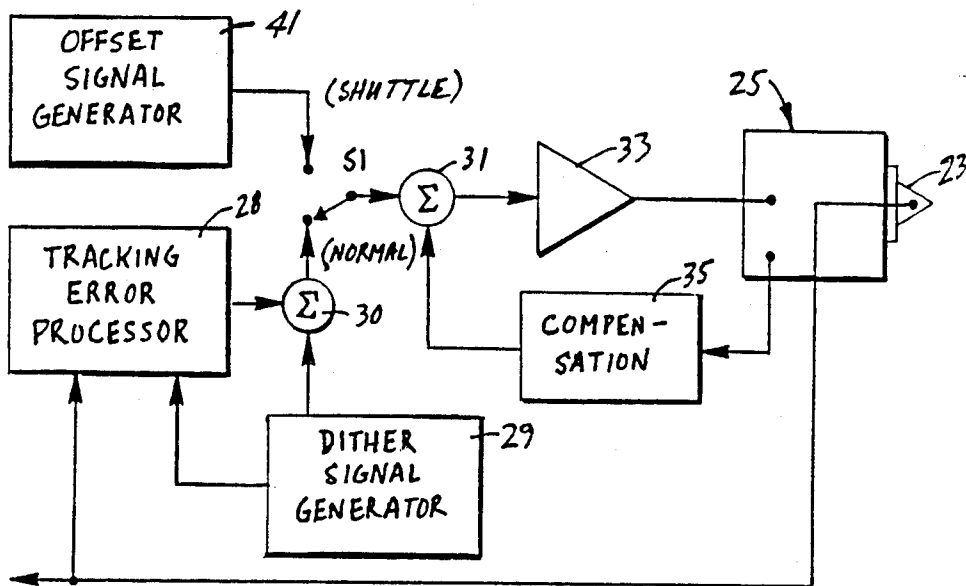 OFFSET
SIGNAL
GENERATOR
41
(SHUTTLE)
S1
31
Σ
33
25
23
28
TRACKING
ERROR
PROCESSOR
(NORMAL)
Σ
30
35
COMPEN-
SATION
29
DITHER
SIGNAL
GENERATOR